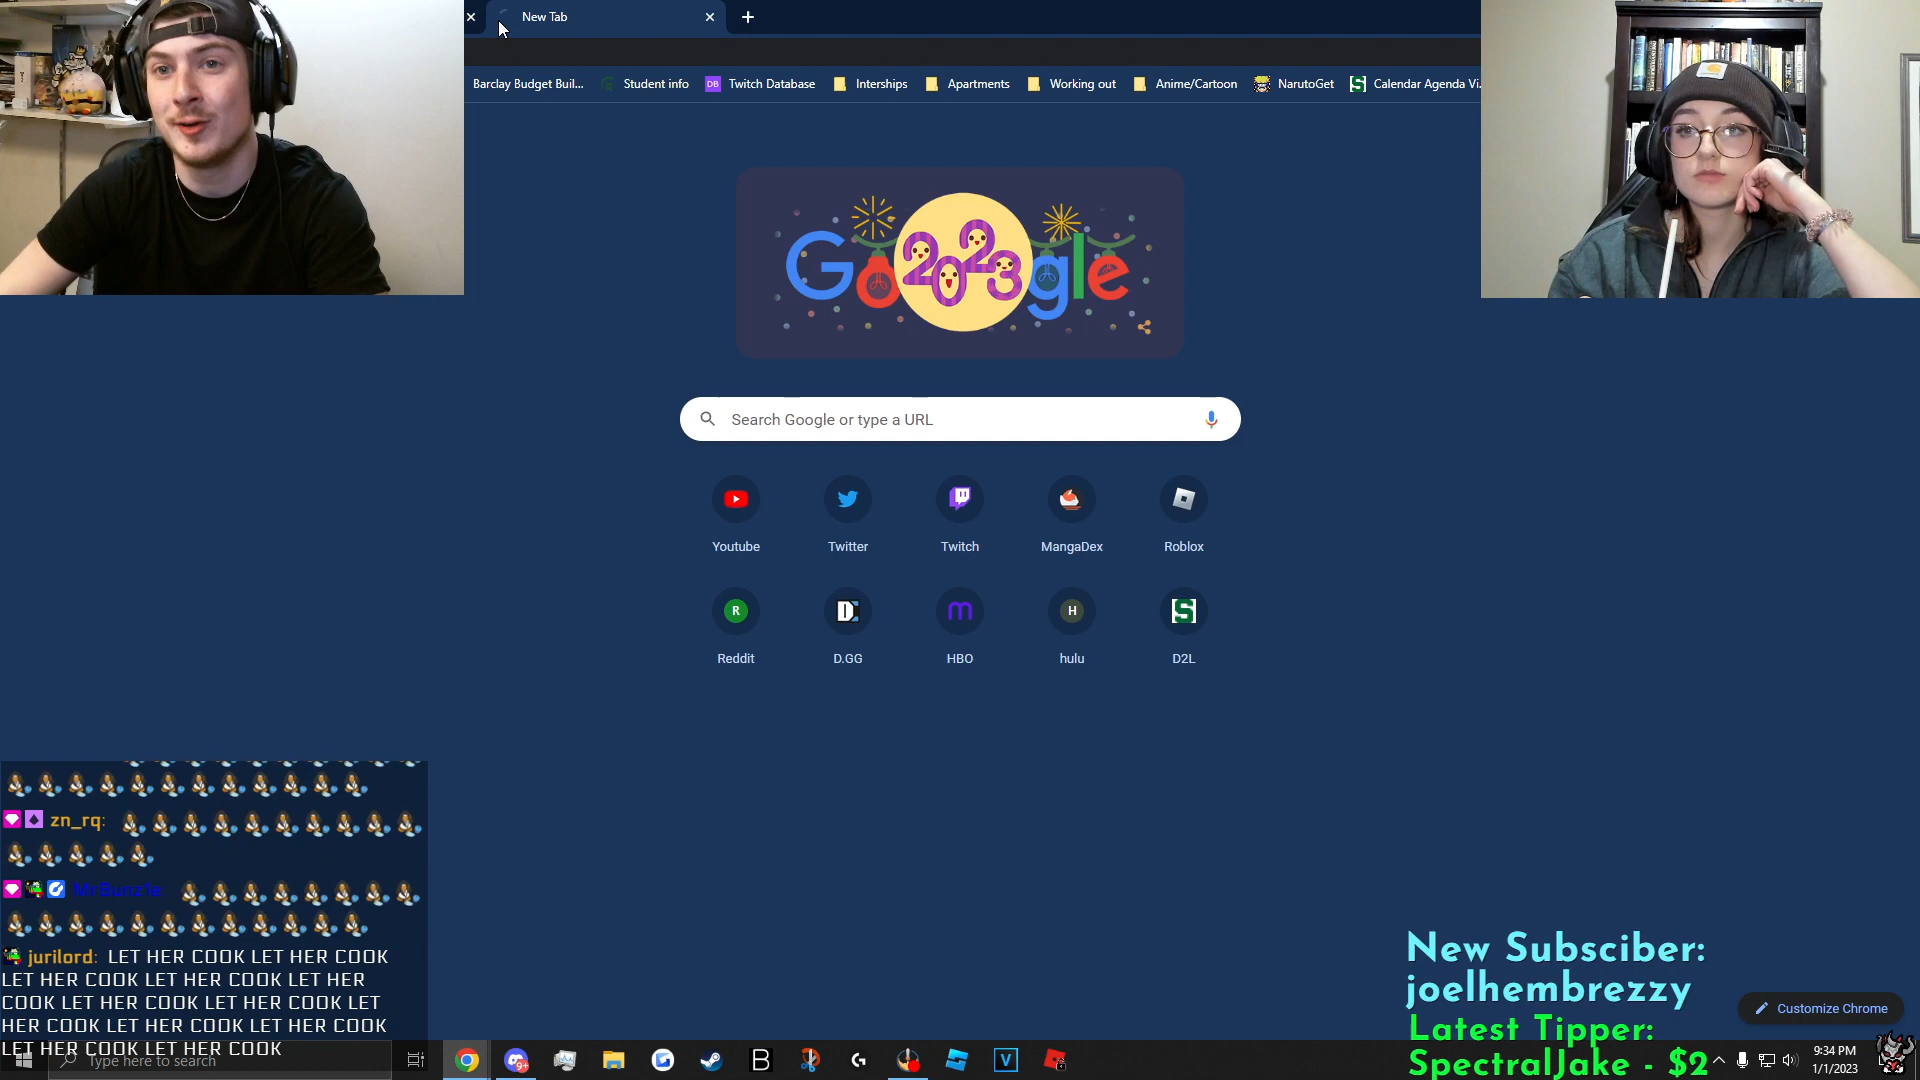 New Tab
Barclay Budget Buil...
Student info
DB
Twitch Database
Interships
Apartments
Working out
Anime/Cartoon
NarutoGet
S
Calendar Agenda Vi...
Go2023gle
Search Google or type a URL
Youtube
Twitter
Twitch
MangaDex
Roblox
R
H
S
Reddit
D.GG
HBO
hulu
D2L
zn_rq:
MrBunz1e
jurilord: LET HER COOK LET HER COOK
LET HER COOK LET HER COOK LET HER
COOK LET HER COOK LET HER COOK LET
HER COOK LET HER COOK LET HER COOK
LET HER COOK LET HER COOK
Type here to search
New Subsciber:
joelhembrezzy
Customize Chrome
Latest Tipper:
SpectralJake - $2
9+
B
G
V
9:34 PM
1/1/2023